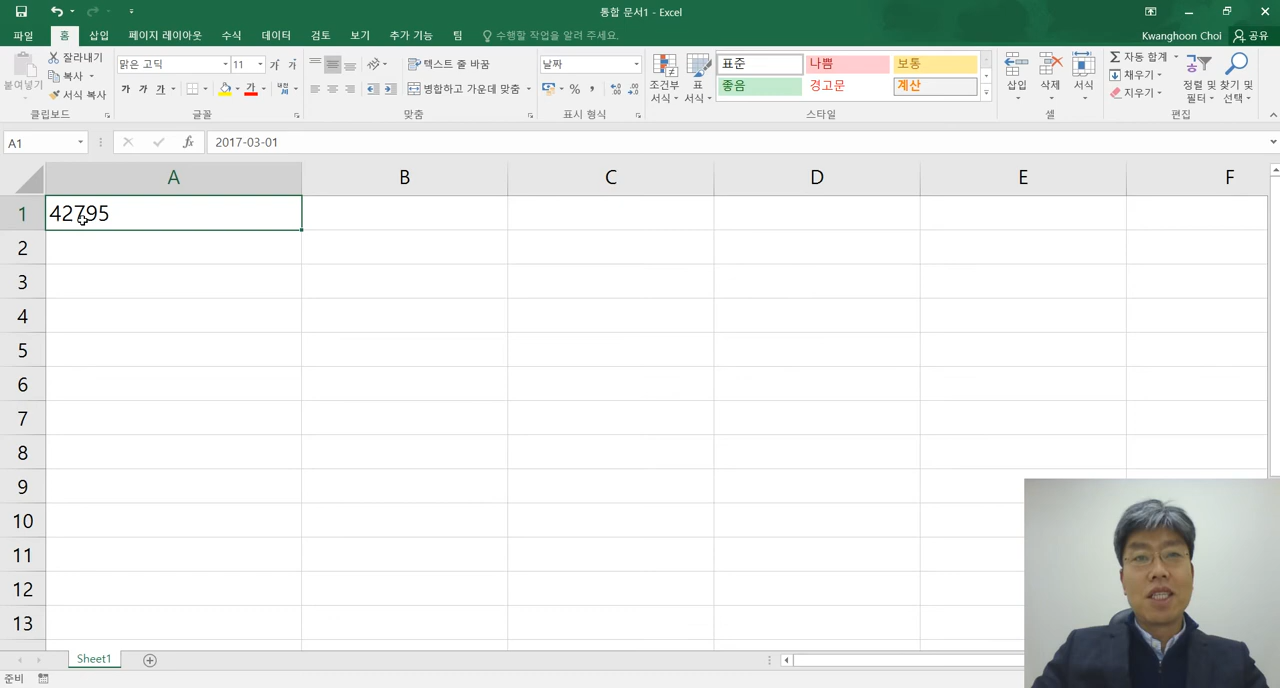 통합 문서1 - Excel
파일 홈 삽입 페이지 레이아웃 수식 데이터 검토 보기 추가 기능 팀 수행할 작업을 알려 주세요. Kwanghoon Choi 공유
붙여넣기
잘라내기
복사
서식 복사
클립보드
맑은 고딕 11 가 가
가 가 가 가
글꼴
텍스트 줄 바꿈
병합하고 가운데 맞춤
맞춤
날짜
%
표시 형식
조건부 서식
표 서식
표준 나쁨 보통
좋음 경고문 계산
스타일
삽입 삭제 서식
셀
자동 합계
채우기
지우기
정렬 및 필터
찾기 및 선택
편집
A1 fx 2017-03-01
A B C D E F
1 42795
2
3
4
5
6
7
8
9
10
11
12
13
Sheet1
준비